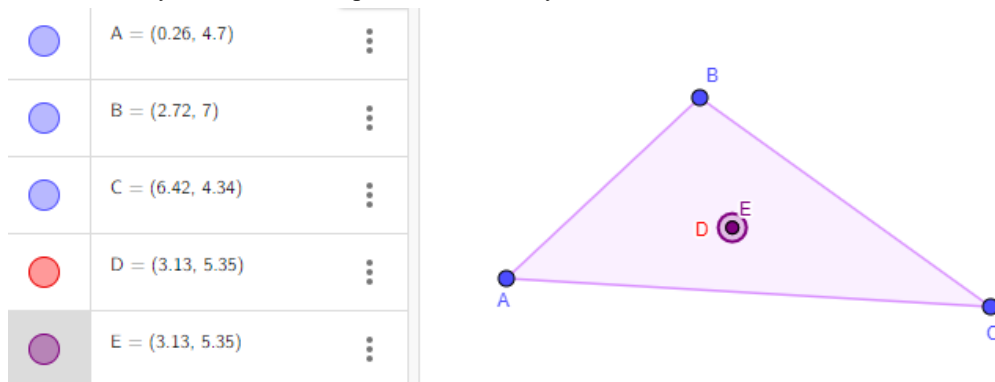 A = (0.26, 4.7)
B = (2.72, 7)
C = (6.42, 4.34)
D = (3.13, 5.35)
E = (3.13, 5.35)
B
E
D
A
C